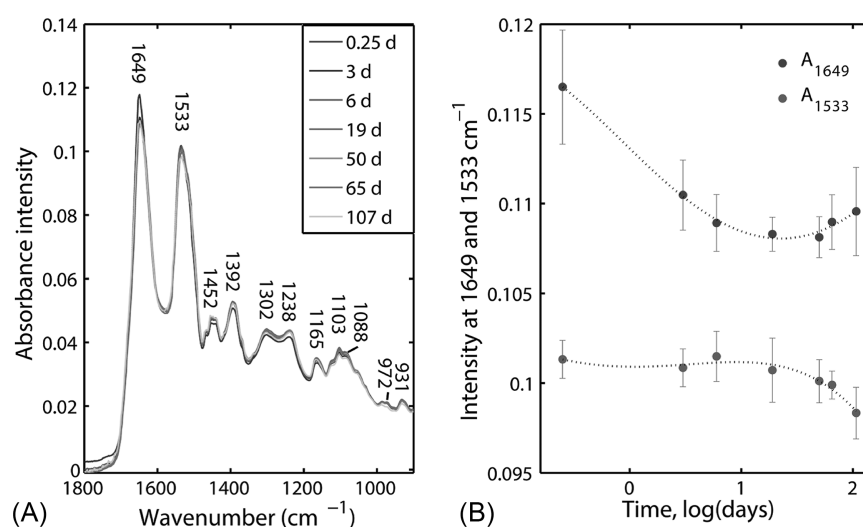 0.14
0.12
0.1
0.08
0.06
0.04
0.02
0
1800
1600
1400
1200
1000
Absorbance intensity
Wavenumber (cm⁻¹)
1649
1533
1452
1392
1302
1238
1165
1103
1088
972
931
0.25 d
3 d
6 d
19 d
50 d
65 d
107 d
(A)
0.12
0.115
0.11
0.105
0.1
0.095
0
1
2
Intensity at 1649 and 1533 cm⁻¹
Time, log(days)
A₁₆₄₉
A₁₅₃₃
(B)